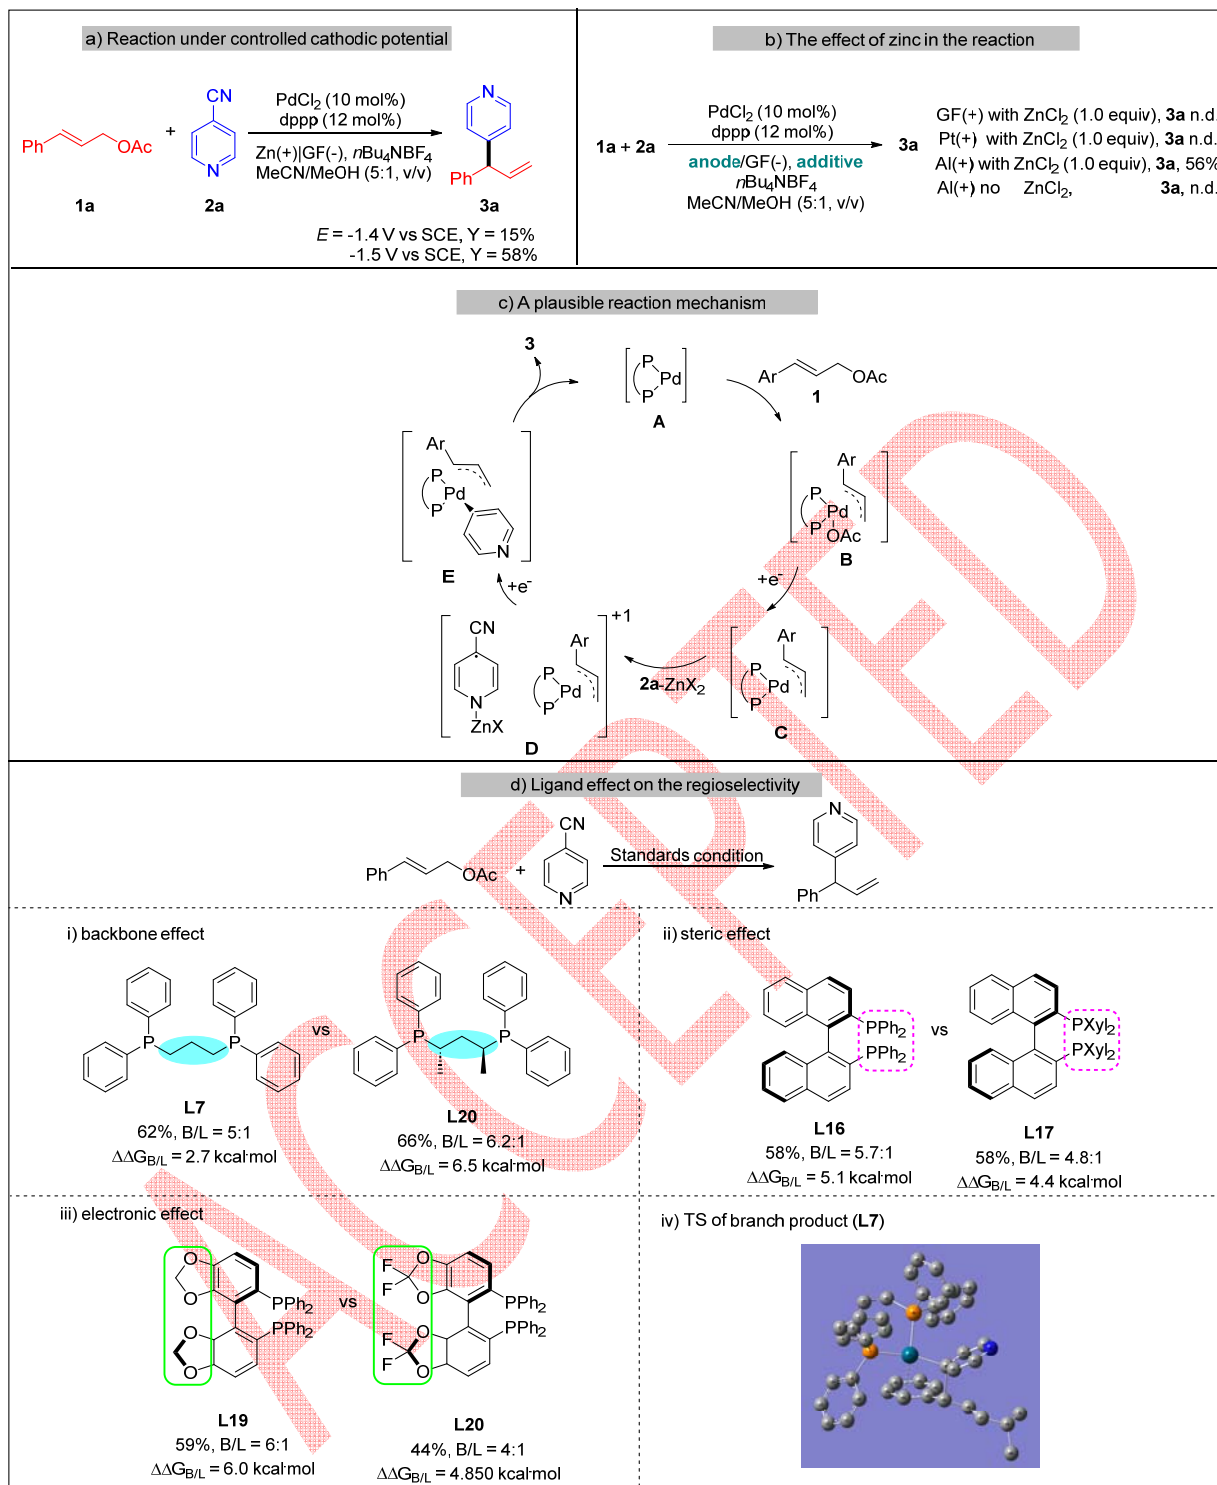 a) Reaction under controlled cathodic potential
Ph
OAc
1a
+
CN
N
2a
PdCl2 (10 mol%)
dppp (12 mol%)
Zn(+)|GF(-), nBu4NBF4
MeCN/MeOH (5:1, v/v)
N
Ph
3a
E = -1.4 V vs SCE, Y = 15%
-1.5 V vs SCE, Y = 58%
b) The effect of zinc in the reaction
1a + 2a
PdCl2 (10 mol%)
dppp (12 mol%)
anode/GF(-), additive
nBu4NBF4
MeCN/MeOH (5:1, v/v)
3a
GF(+) with ZnCl2 (1.0 equiv), 3a n.d.
Pt(+) with ZnCl2 (1.0 equiv), 3a n.d.
Al(+) with ZnCl2 (1.0 equiv), 3a, 56%
Al(+) no ZnCl2, 3a, n.d.
c) A plausible reaction mechanism
3
P
Pd
P
A
Ar
OAc
1
Ar
P
Pd
P
OAc
B
+e-
Ar
P
Pd
P
C
2a-ZnX2
+1
CN
N
ZnX
Ar
P
Pd
P
D
+e-
Ar
P
Pd
P
N
E
d) Ligand effect on the regioselectivity
Ph
OAc
+
CN
N
Standards condition
N
Ph
i) backbone effect
P
P
L7
62%, B/L = 5:1
ΔΔGB/L = 2.7 kcal·mol
vs
P
P
L20
66%, B/L = 6.2:1
ΔΔGB/L = 6.5 kcal·mol
ii) steric effect
PPh2
PPh2
L16
58%, B/L = 5.7:1
ΔΔGB/L = 5.1 kcal·mol
vs
PXyl2
PXyl2
L17
58%, B/L = 4.8:1
ΔΔGB/L = 4.4 kcal·mol
iii) electronic effect
O
O
O
O
PPh2
PPh2
L19
59%, B/L = 6:1
ΔΔGB/L = 6.0 kcal·mol
vs
F
F
O
O
F
F
O
O
PPh2
PPh2
L20
44%, B/L = 4:1
ΔΔGB/L = 4.850 kcal·mol
iv) TS of branch product (L7)
ACCEPTED